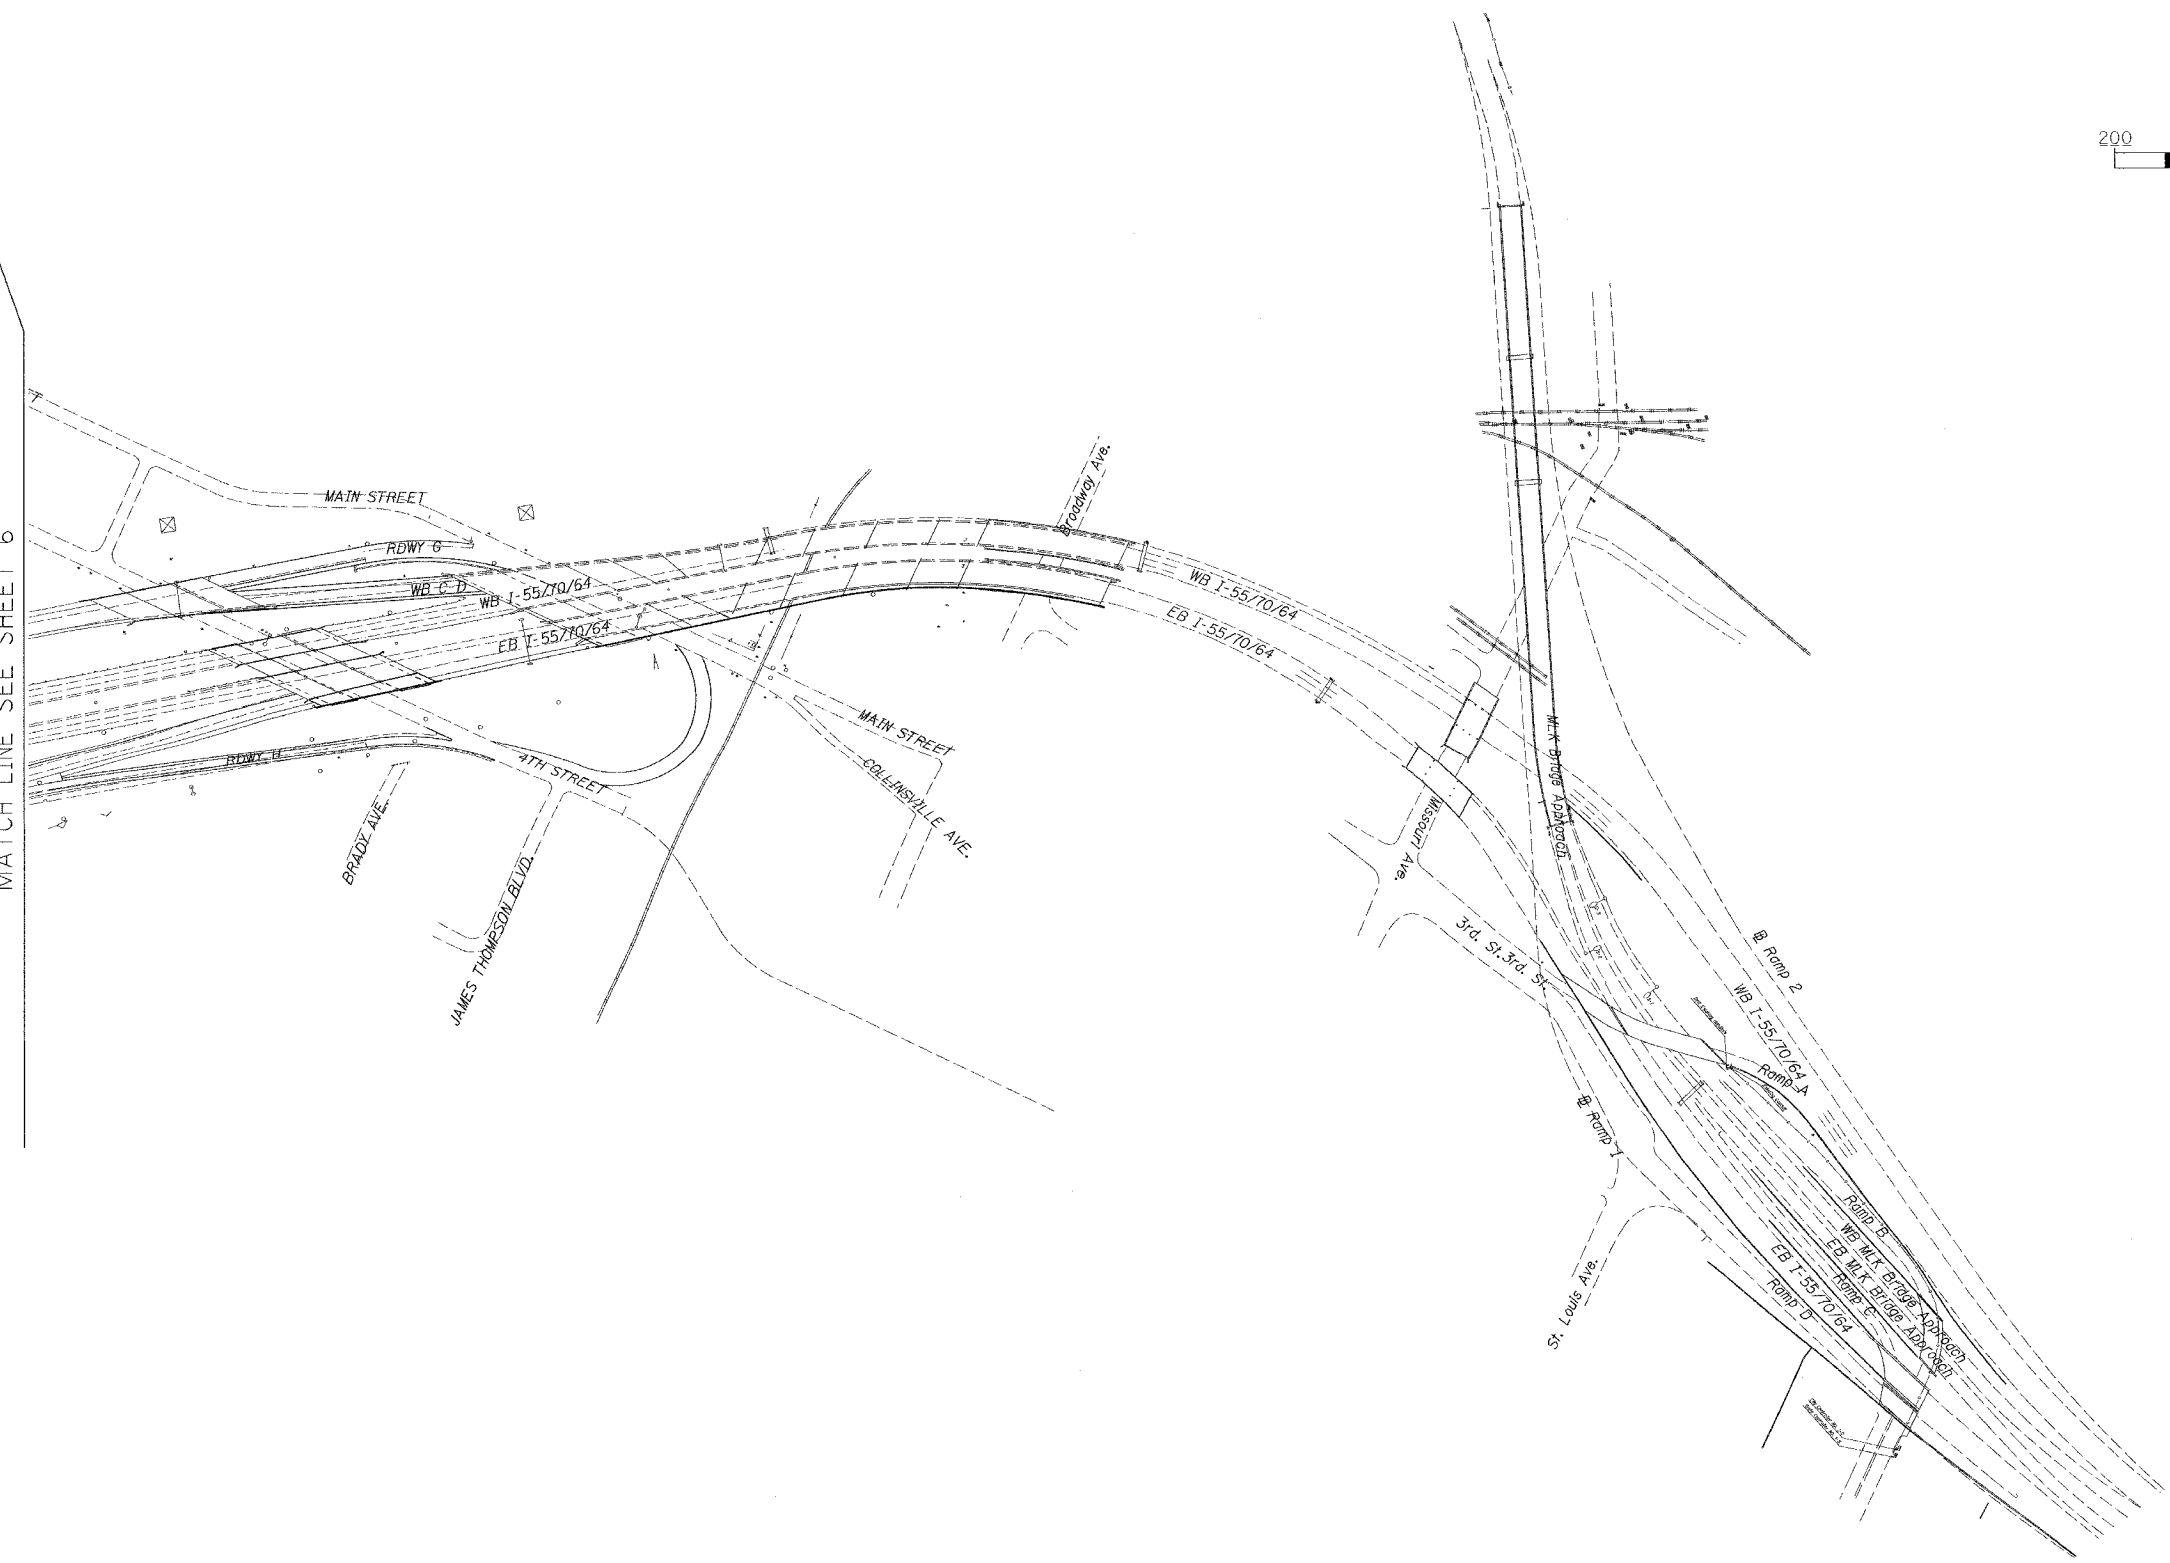 200
MATCH LINE SEE SHEET 6
MAIN STREET
RDWY G
WB C-D
WB I-55/70/64
EB I-55/70/64
RDWY H
4TH STREET
BRADY AVE.
JAMES THOMPSON BLVD.
MAIN STREET
COLLINSVILLE AVE.
Broadway Ave.
WB I-55/70/64
EB I-55/70/64
MLK Bridge Approach
Missouri Ave.
3rd. St.
3rd. St.
Ramp 2
WB I-55/70/64
Ramp A
Ramp 1
St. Louis Ave.
Ramp B
WB MLK Bridge Approach
EB MLK Bridge Approach
Ramp C
EB I-55/70/64
Ramp D